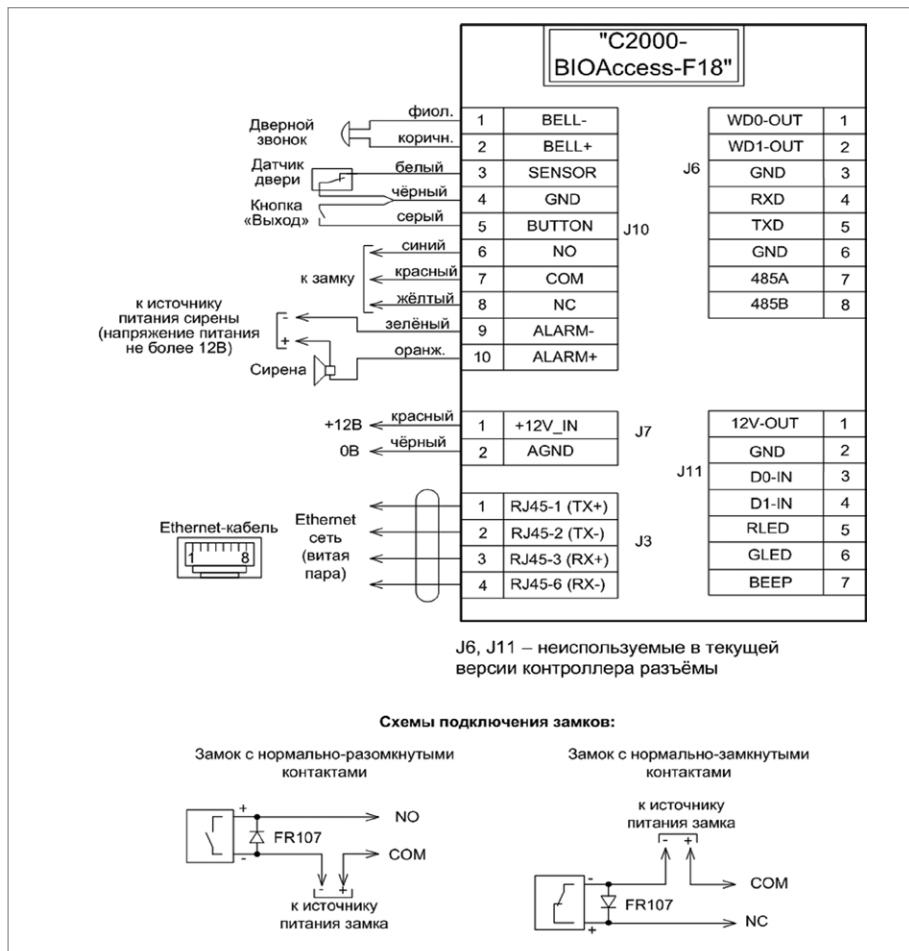 "C2000-
BIOAccess-F18"
Дверной
звонок
фиол.
коричн.
Датчик
двери
белый
чёрный
Кнопка
«Выход»
серый
синий
к замку
красный
жёлтый
к источнику
питания сирены
(напряжение питания
не более 12В)
-
+
зелёный
Сирена
оранж.
1 BELL-
2 BELL+
3 SENSOR
4 GND
5 BUTTON
6 NO
7 COM
8 NC
9 ALARM-
10 ALARM+
J10
J6
WD0-OUT 1
WD1-OUT 2
GND 3
RXD 4
TXD 5
GND 6
485A 7
485B 8
+12В красный
0В чёрный
1 +12V_IN
2 AGND
J7
J11
12V-OUT 1
GND 2
D0-IN 3
D1-IN 4
RLED 5
GLED 6
BEEP 7
Ethernet-кабель
1 8
Ethernet
сеть
(витая
пара)
1 RJ45-1 (TX+)
2 RJ45-2 (TX-)
3 RJ45-3 (RX+)
4 RJ45-6 (RX-)
J3
J6, J11 – неиспользуемые в текущей
версии контроллера разъёмы
Схемы подключения замков:
Замок с нормально-разомкнутыми
контактами
+
NO
FR107
-
COM
- +
к источнику
питания замка
Замок с нормально-замкнутыми
контактами
к источнику
питания замка
- +
-
COM
FR107
+
NC